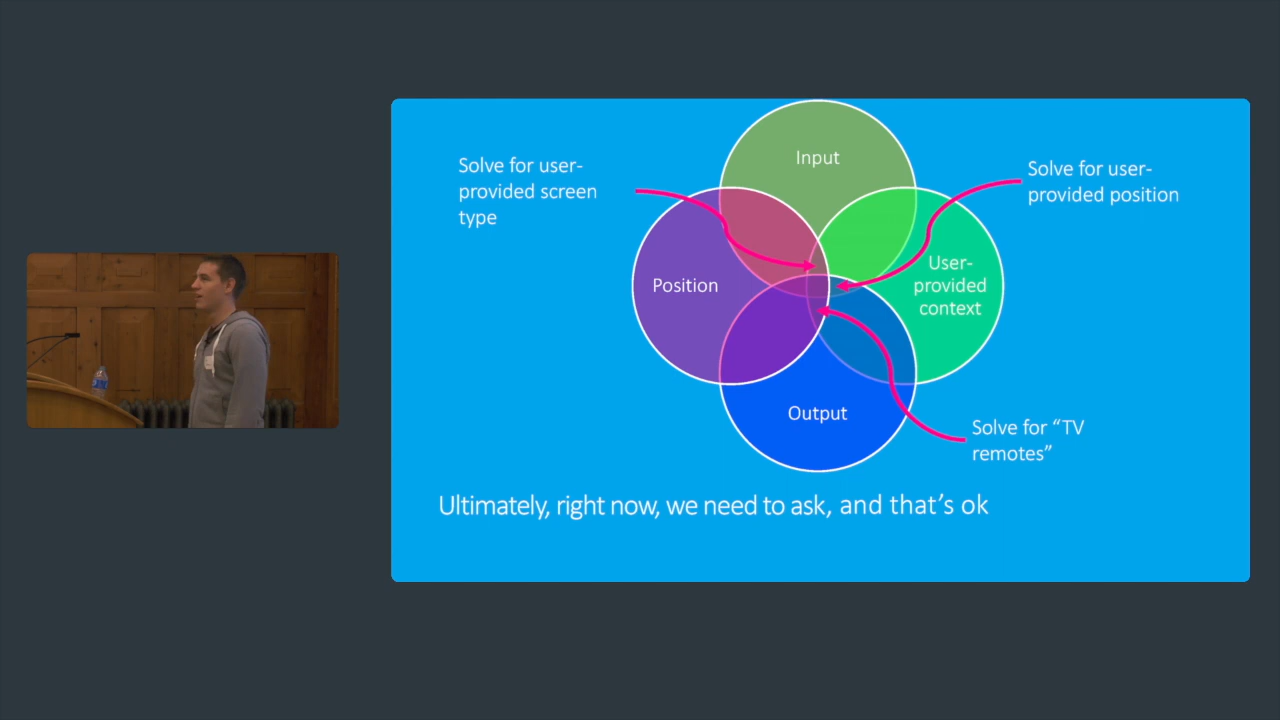 Input
Solve for user-
provided screen
type
Solve for user-
provided position
Position
User-
provided
context
Output
Solve for “TV
remotes”
Ultimately, right now, we need to ask, and that’s ok